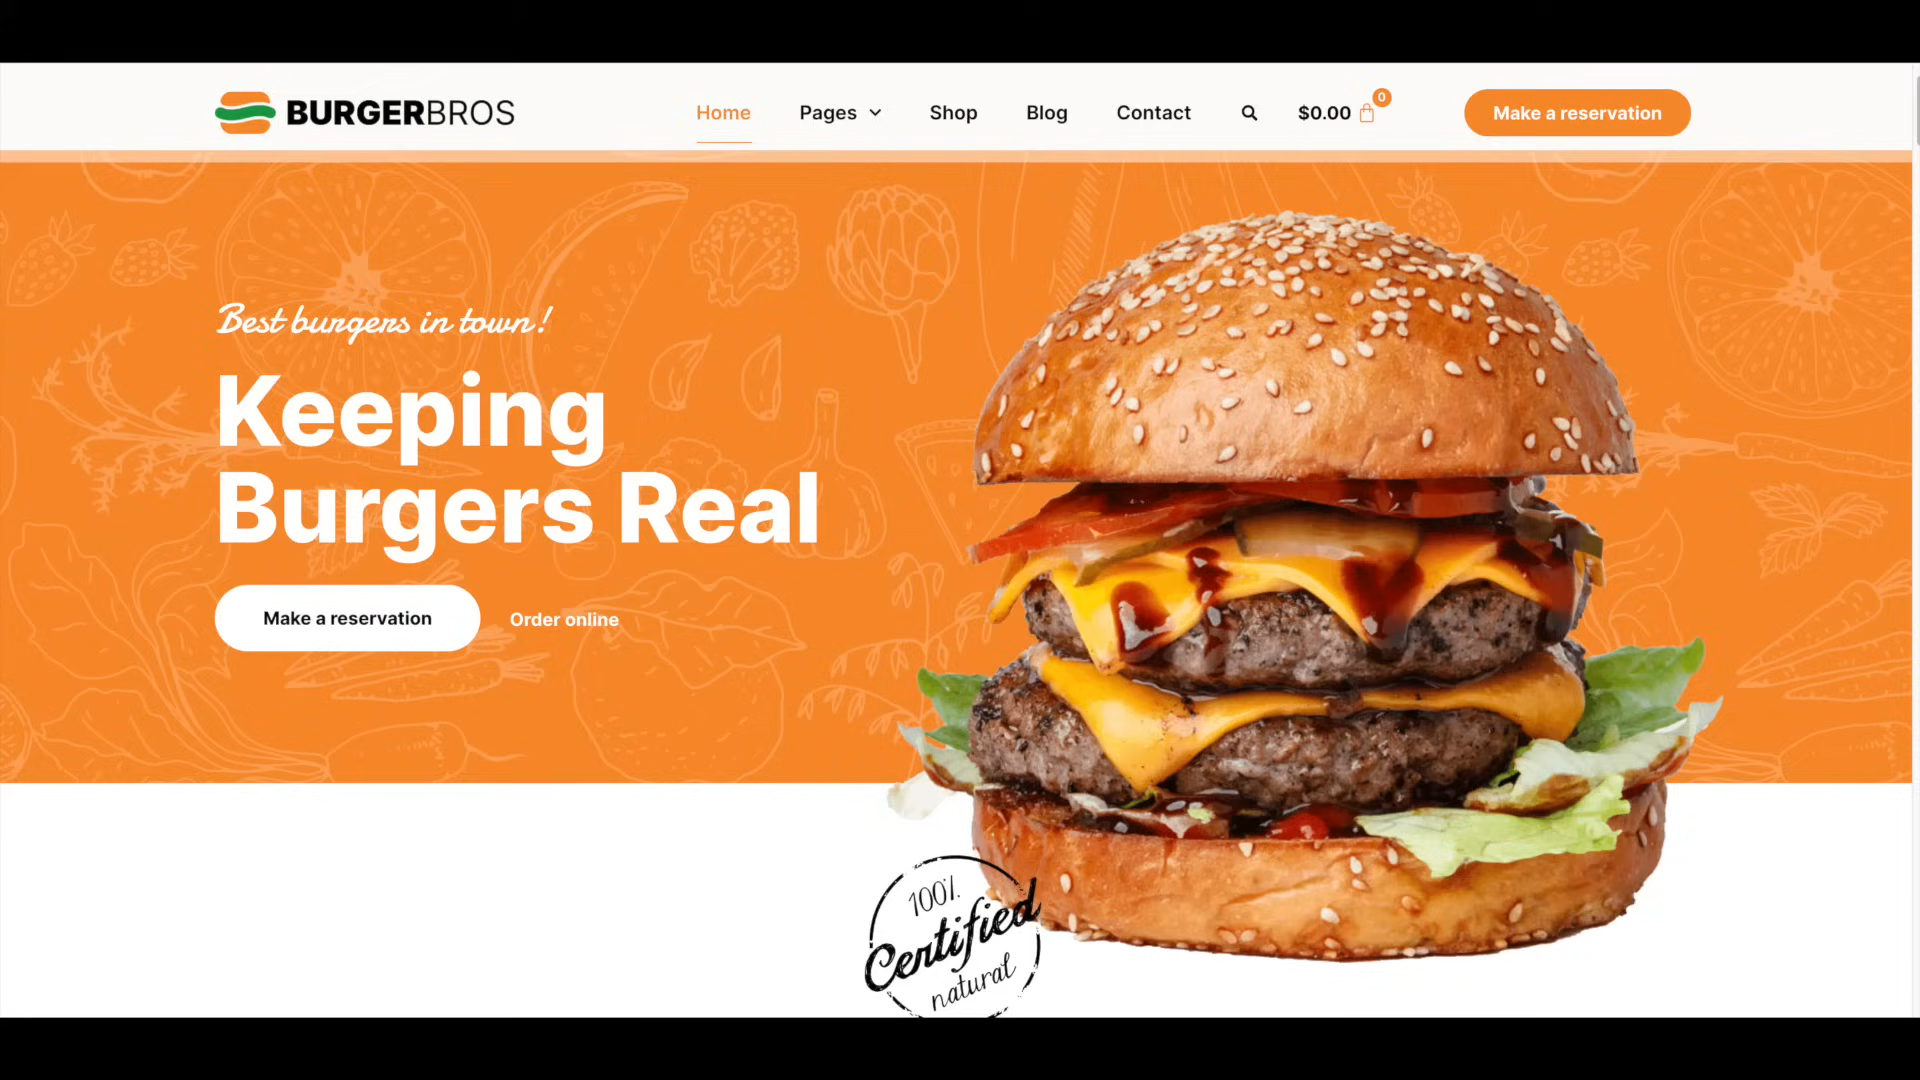 BURGERBROS
Home Pages Shop Blog Contact $0.00 0 Make a reservation
Best burgers in town!
Keeping
Burgers Real
Make a reservation Order online
100%
Certified
natural